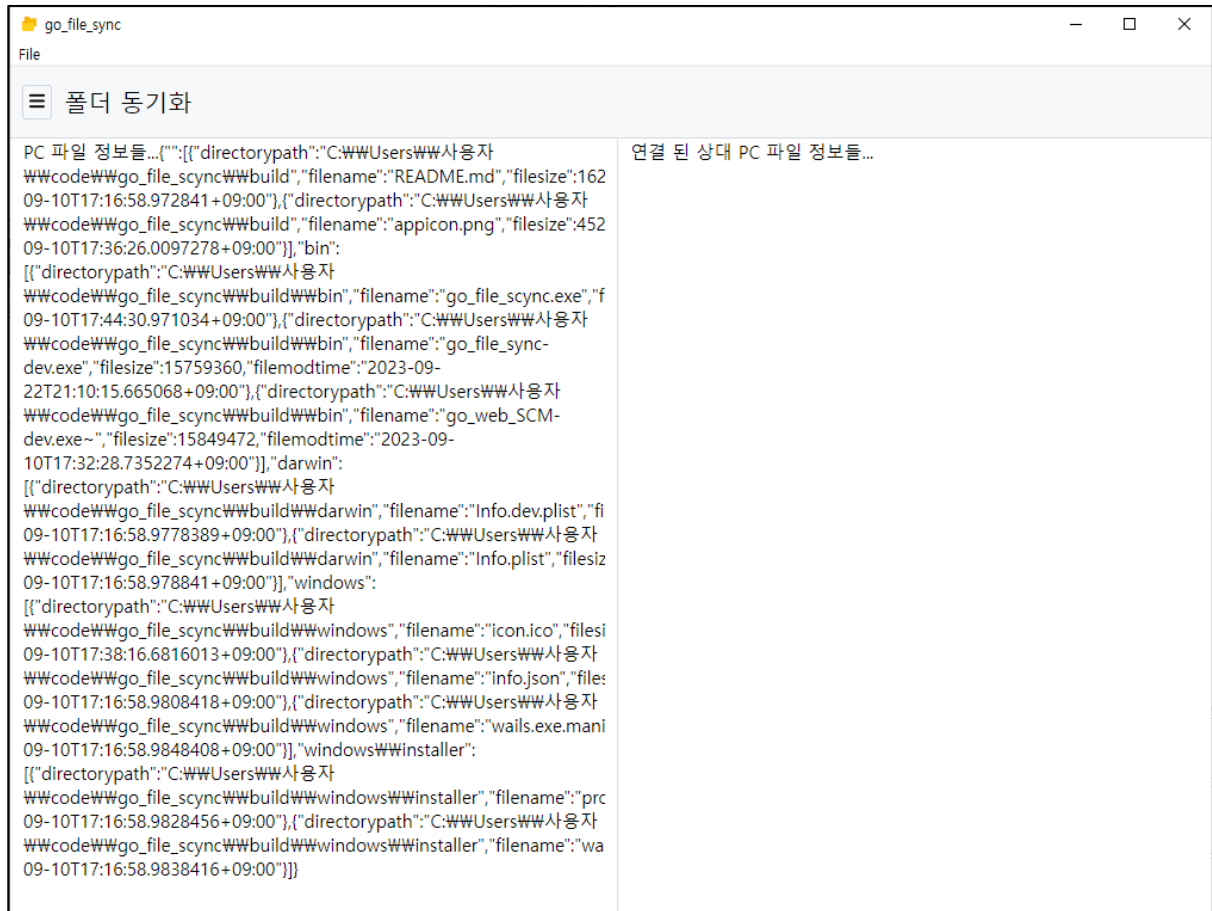 go_file_sync
File
폴더 동기화
PC 파일 정보들...{"":[{"directorypath":"C:₩₩Users₩₩사용자
₩₩code₩₩go_file_scync₩₩build","filename":"README.md","filesize":162
09-10T17:16:58.972841+09:00"},{"directorypath":"C:₩₩Users₩₩사용자
₩₩code₩₩go_file_scync₩₩build","filename":"appicon.png","filesize":452
09-10T17:36:26.0097278+09:00"}],"bin":
[{"directorypath":"C:₩₩Users₩₩사용자
₩₩code₩₩go_file_scync₩₩build₩₩bin","filename":"go_file_scync.exe","f
09-10T17:44:30.971034+09:00"},{"directorypath":"C:₩₩Users₩₩사용자
₩₩code₩₩go_file_scync₩₩build₩₩bin","filename":"go_file_sync-
dev.exe","filesize":15759360,"filemodtime":"2023-09-
22T21:10:15.665068+09:00"},{"directorypath":"C:₩₩Users₩₩사용자
₩₩code₩₩go_file_scync₩₩build₩₩bin","filename":"go_web_SCM-
dev.exe~","filesize":15849472,"filemodtime":"2023-09-
10T17:32:28.7352274+09:00"}],"darwin":
[{"directorypath":"C:₩₩Users₩₩사용자
₩₩code₩₩go_file_scync₩₩build₩₩darwin","filename":"Info.dev.plist","fi
09-10T17:16:58.9778389+09:00"},{"directorypath":"C:₩₩Users₩₩사용자
₩₩code₩₩go_file_scync₩₩build₩₩darwin","filename":"Info.plist","filesiz
09-10T17:16:58.978841+09:00"}],"windows":
[{"directorypath":"C:₩₩Users₩₩사용자
₩₩code₩₩go_file_scync₩₩build₩₩windows","filename":"icon.ico","filesi
09-10T17:38:16.6816013+09:00"},{"directorypath":"C:₩₩Users₩₩사용자
₩₩code₩₩go_file_scync₩₩build₩₩windows","filename":"info.json","files
09-10T17:16:58.9808418+09:00"},{"directorypath":"C:₩₩Users₩₩사용자
₩₩code₩₩go_file_scync₩₩build₩₩windows","filename":"wails.exe.mani
09-10T17:16:58.9848408+09:00"}],"windows₩₩installer":
[{"directorypath":"C:₩₩Users₩₩사용자
₩₩code₩₩go_file_scync₩₩build₩₩windows₩₩installer","filename":"pro
09-10T17:16:58.9828456+09:00"},{"directorypath":"C:₩₩Users₩₩사용자
₩₩code₩₩go_file_scync₩₩build₩₩windows₩₩installer","filename":"wa
09-10T17:16:58.9838416+09:00"}]}
연결 된 상대 PC 파일 정보들...